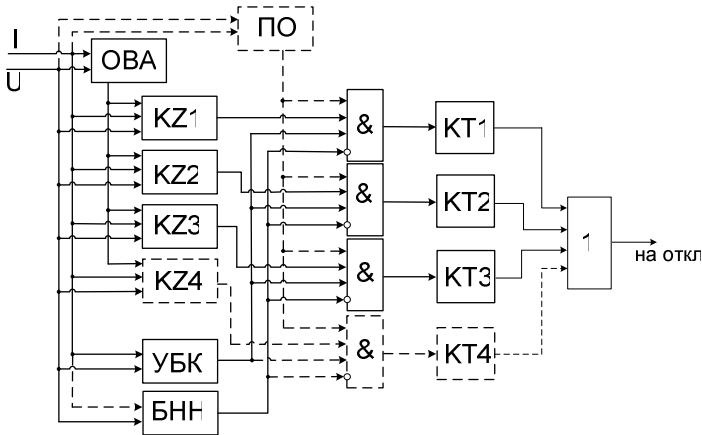 ПО
I
U
ОВА
KZ1
KZ2
KZ3
KZ4
УБК
БНН
&
&
&
&
KT1
KT2
KT3
KT4
1
на откл